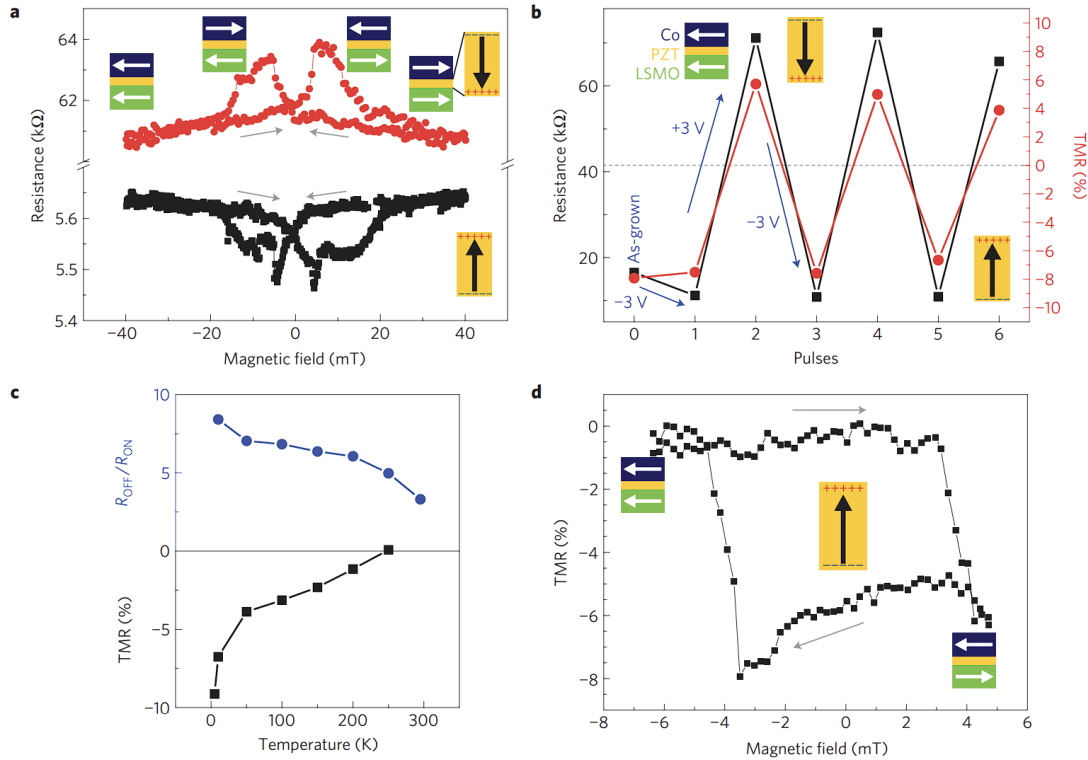 a
64
62
5.6
5.5
5.4
Resistance (kΩ)
−40
−20
0
20
40
Magnetic field (mT)
+++++
+++++
b
Co
PZT
LSMO
+++++
60
40
20
Resistance (kΩ)
10
8
6
4
2
0
−2
−4
−6
−8
−10
TMR (%)
+3 V
−3 V
As-grown
−3 V
+++++
0
1
2
3
4
5
6
Pulses
c
10
5
0
−5
−10
R_OFF/R_ON
TMR (%)
0
100
200
300
Temperature (K)
d
0
−2
−4
−6
−8
TMR (%)
+++++
−8
−6
−4
−2
0
2
4
6
Magnetic field (mT)